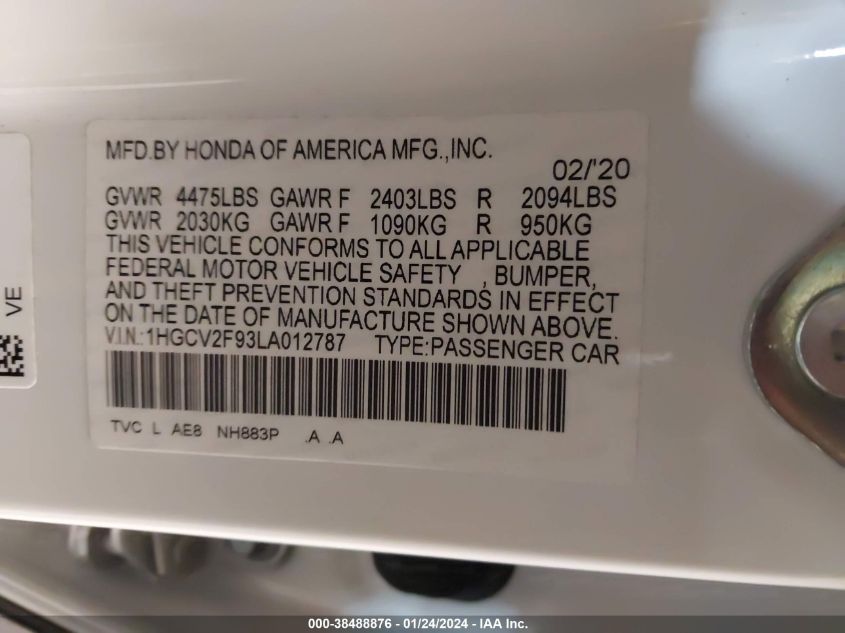 MFD.BY HONDA OF AMERICA MFG.,INC.
02/'20
GVWR 4475LBS GAWR F 2403LBS R 2094LBS
GVWR 2030KG GAWR F 1090KG R 950KG
THIS VEHICLE CONFORMS TO ALL APPLICABLE
FEDERAL MOTOR VEHICLE SAFETY , BUMPER,
AND THEFT PREVENTION STANDARDS IN EFFECT
ON THE DATE OF MANUFACTURE SHOWN ABOVE.
V.I.N.:1HGCV2F93LA012787 TYPE:PASSENGER CAR
TVC L AE8 NH883P .A .A
VE
000-38488876 - 01/24/2024 - IAA Inc.